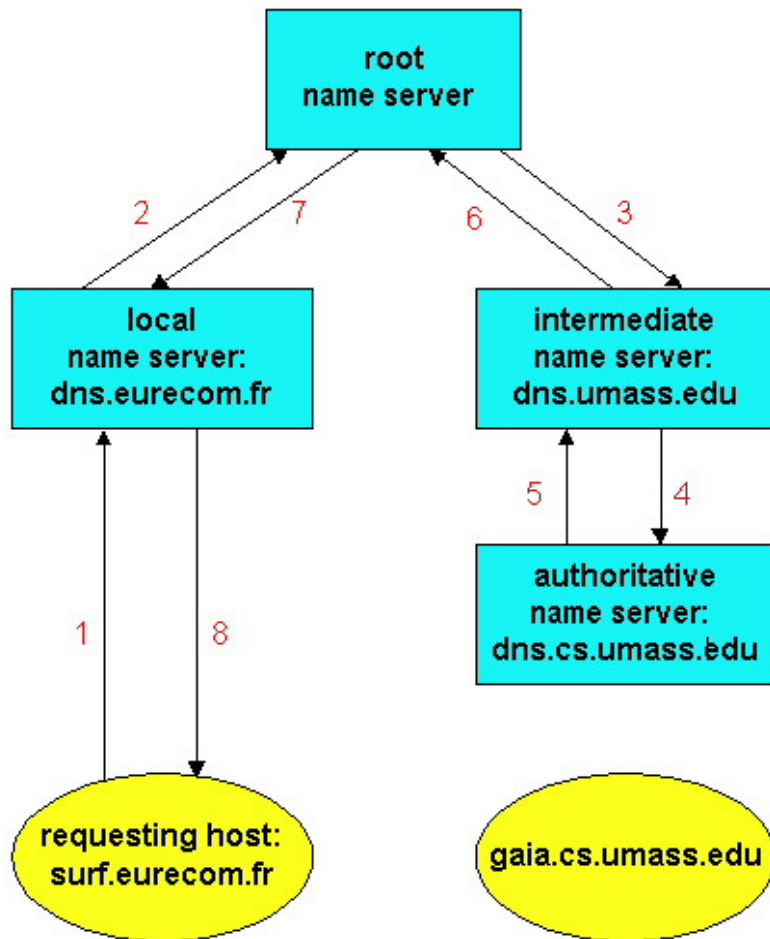 root
name server
2
7
6
3
local
name server:
dns.eurecom.fr
intermediate
name server:
dns.umass.edu
5
4
authoritative
name server:
dns.cs.umass.edu
1
8
requesting host:
surf.eurecom.fr
gaia.cs.umass.edu